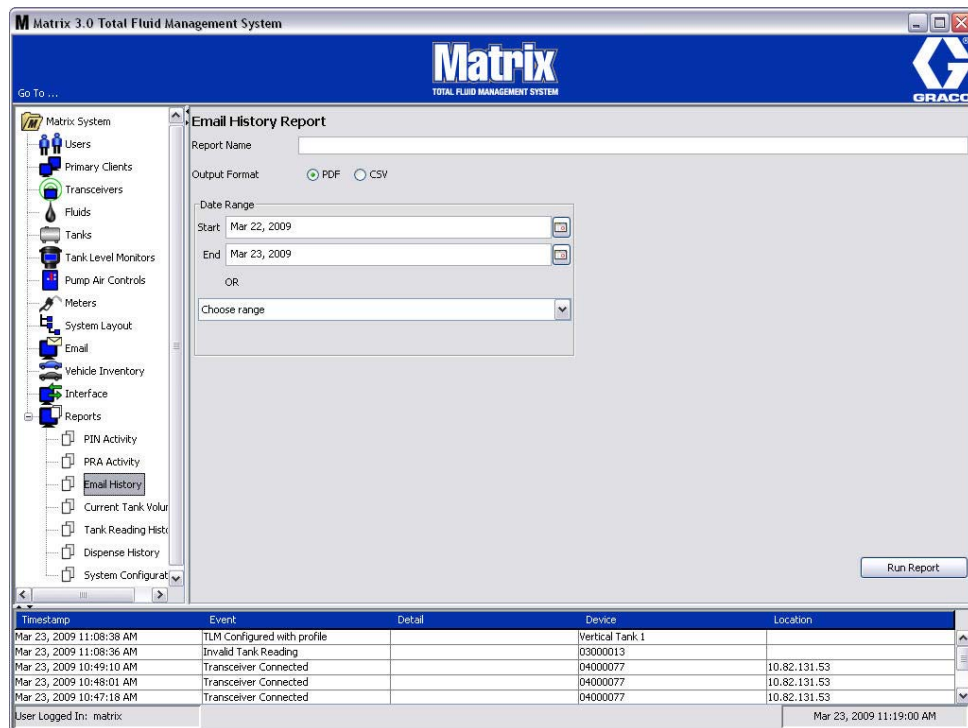 M Matrix 3.0 Total Fluid Management System
Matrix
TOTAL FLUID MANAGEMENT SYSTEM
GRACO
Go To ...
Matrix System
Users
Primary Clients
Transceivers
Fluids
Tanks
Tank Level Monitors
Pump Air Controls
Meters
System Layout
Email
Vehicle Inventory
Interface
Reports
PIN Activity
PRA Activity
Email History
Current Tank Volur
Tank Reading Histo
Dispense History
System Configurat
Email History Report
Report Name
Output Format PDF CSV
Date Range
Start Mar 22, 2009
End Mar 23, 2009
OR
Choose range
Run Report
Timestamp Event Detail Device Location
Mar 23, 2009 11:08:38 AM TLM Configured with profile Vertical Tank 1
Mar 23, 2009 11:08:36 AM Invalid Tank Reading 03000013
Mar 23, 2009 10:49:10 AM Transceiver Connected 04000077 10.82.131.53
Mar 23, 2009 10:48:01 AM Transceiver Connected 04000077 10.82.131.53
Mar 23, 2009 10:47:18 AM Transceiver Connected 04000077 10.82.131.53
User Logged In: matrix Mar 23, 2009 11:19:00 AM